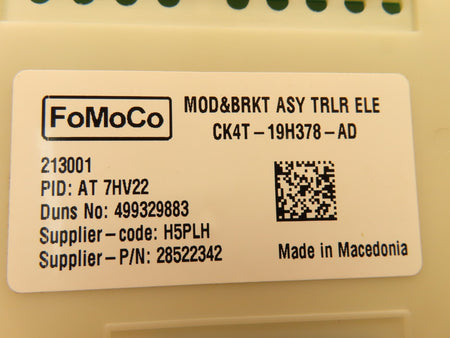 FoMoCo
MOD&BRKT ASY TRLR ELE
CK4T-19H378-AD
213001
PID: AT 7HV22
Duns No: 499329883
Supplier-code: H5PLH
Supplier-P/N: 28522342
Made in Macedonia